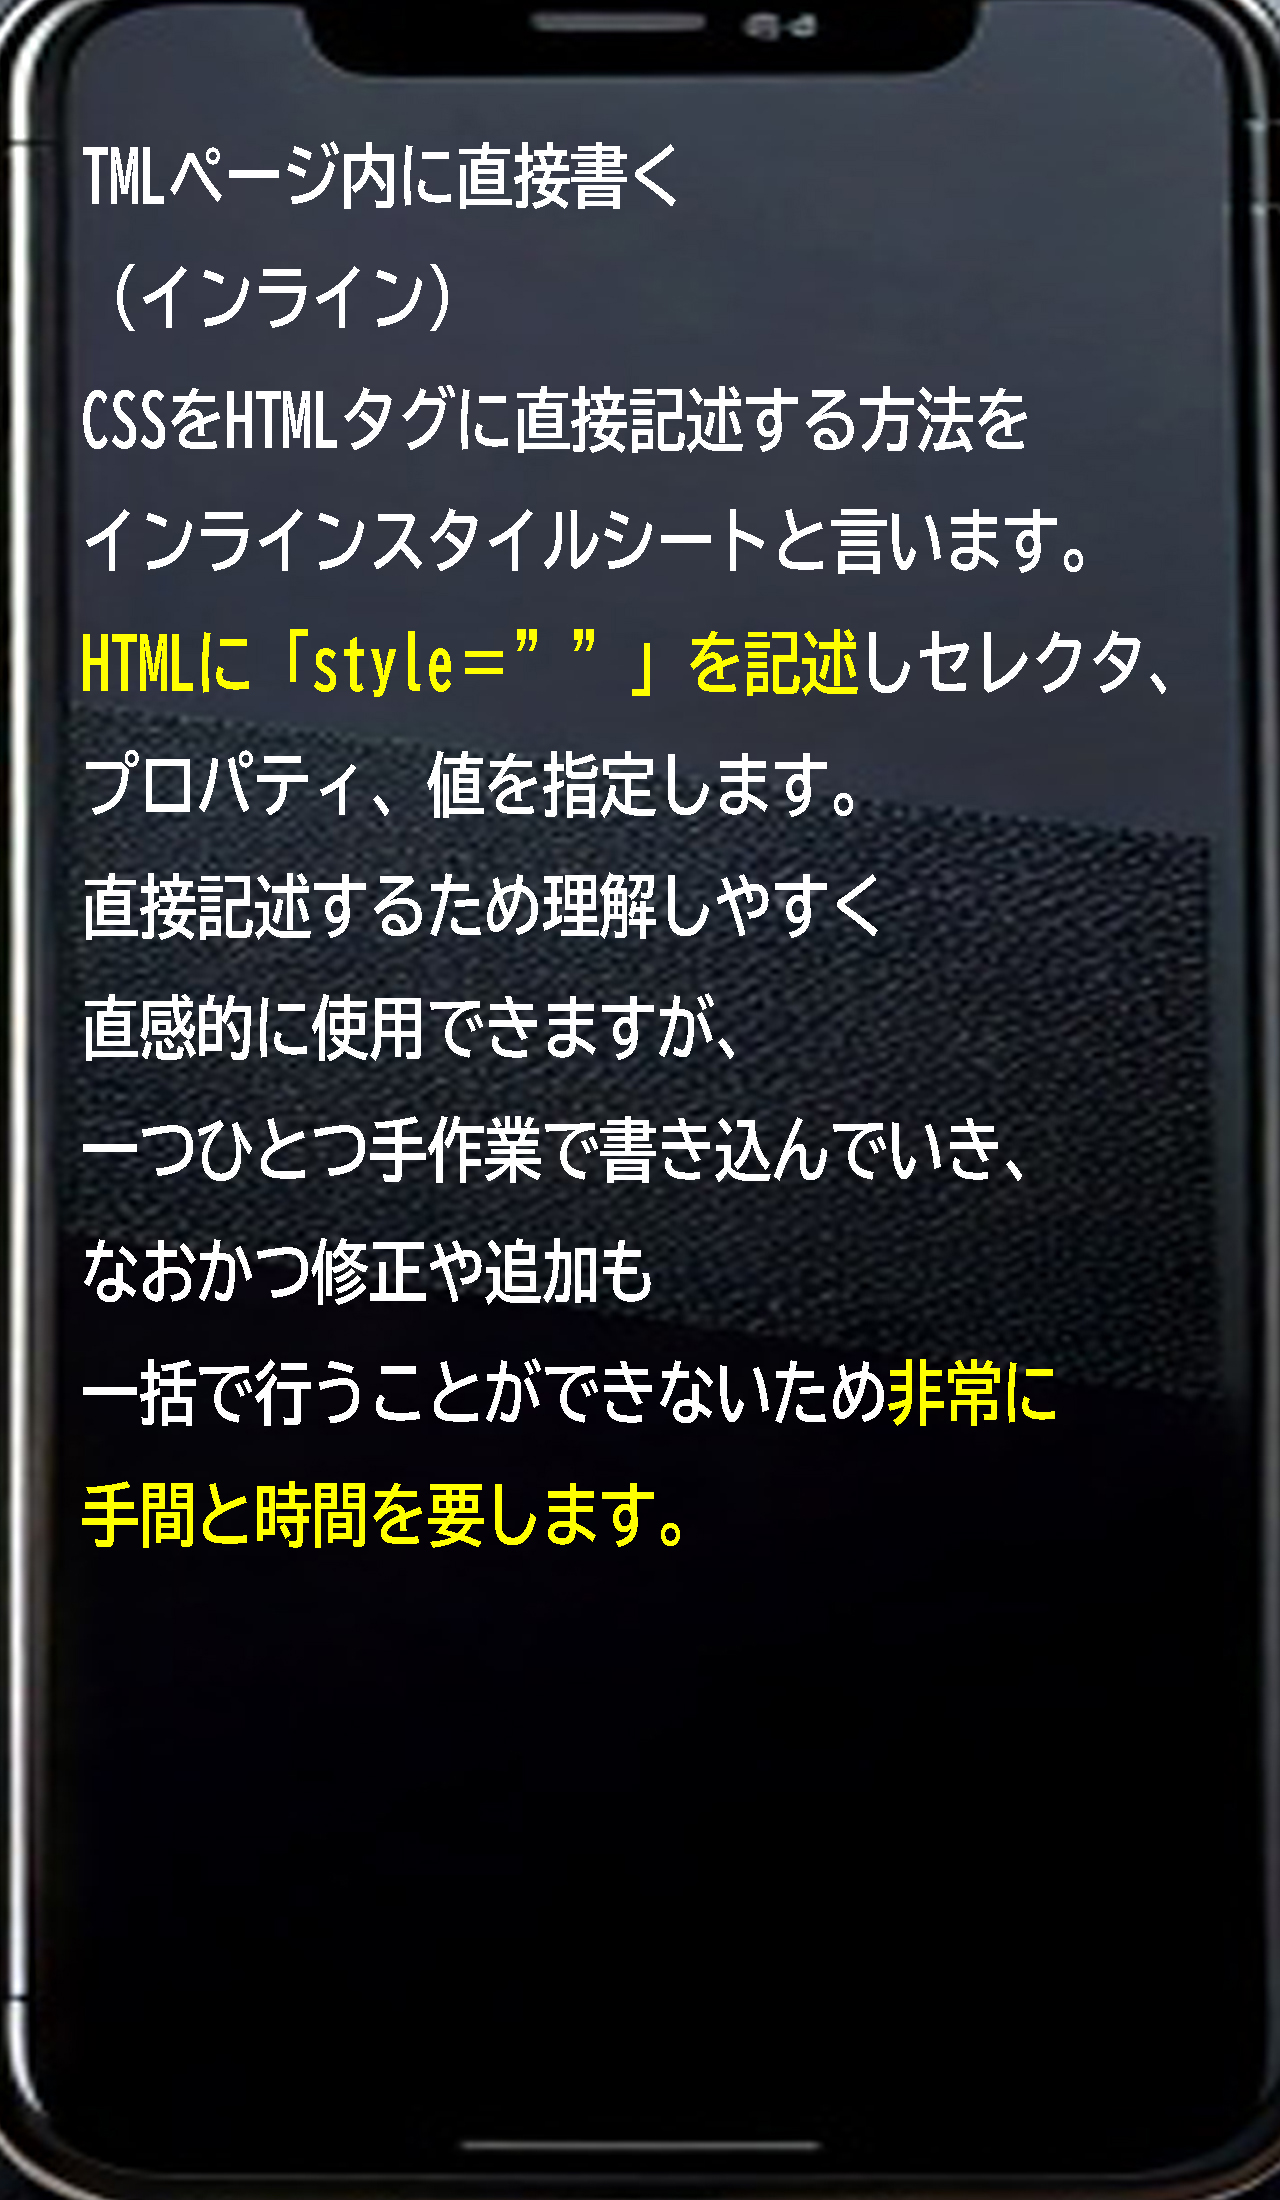 TMLページ内に直接書く
（インライン）
CSSをHTMLタグに直接記述する方法を
インラインスタイルシートと言います。
HTMLに「style＝””」を記述しセレクタ、
プロパティ、値を指定します。
直接記述するため理解しやすく
直感的に使用できますが、
一つひとつ手作業で書き込んでいき、
なおかつ修正や追加も
一括で行うことができないため非常に
手間と時間を要します。